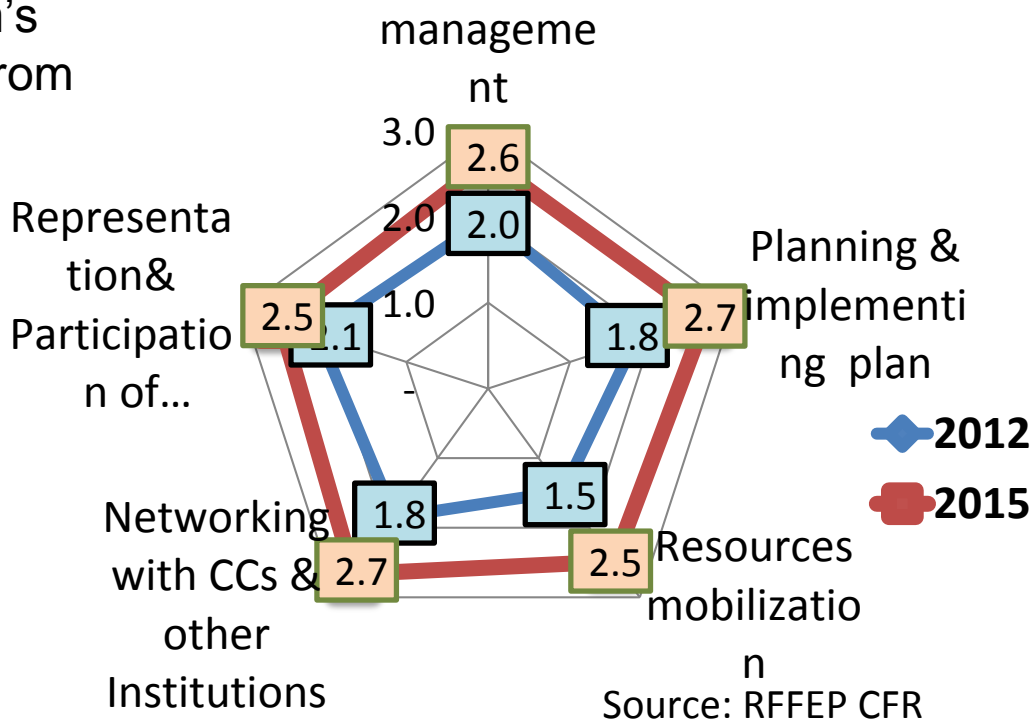 manageme
nt
3.0
2.6
2.0
2.0
1.0
-
Representa
tion&
Participatio
n of...
2.5
Planning &
implementi
ng plan
1.8
2.7
2012
2015
1.5
1.8
Networking
with CCs &
other
Institutions
2.7
2.5
Resources
mobilizatio
n
Source: RFFEP CFR